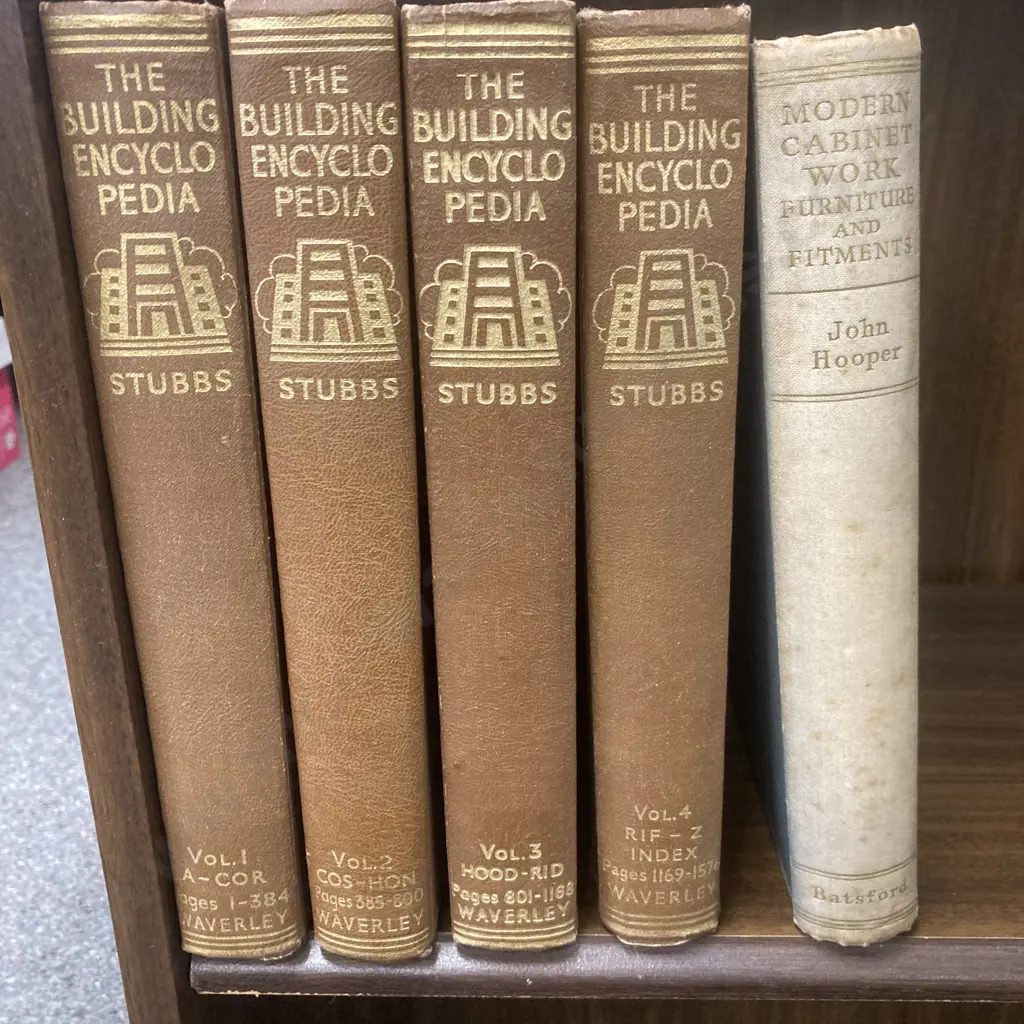 THE
BUILDING
ENCYCLO
PEDIA
STUBBS
VOL.1
A-COR
Pages 1-384
WAVERLEY
THE
BUILDING
ENCYCLO
PEDIA
STUBBS
VOL.2
COS-HON
Pages 385-800
WAVERLEY
THE
BUILDING
ENCYCLO
PEDIA
STUBBS
VOL.3
HOOD-RID
Pages 801-1168
WAVERLEY
THE
BUILDING
ENCYCLO
PEDIA
STUBBS
VOL.4
RIF-Z
INDEX
Pages 1169-
WAVERLEY
MODERN
CABINET
WORK
FURNITURE
AND
FITMENTS
John
Hooper
Batsford